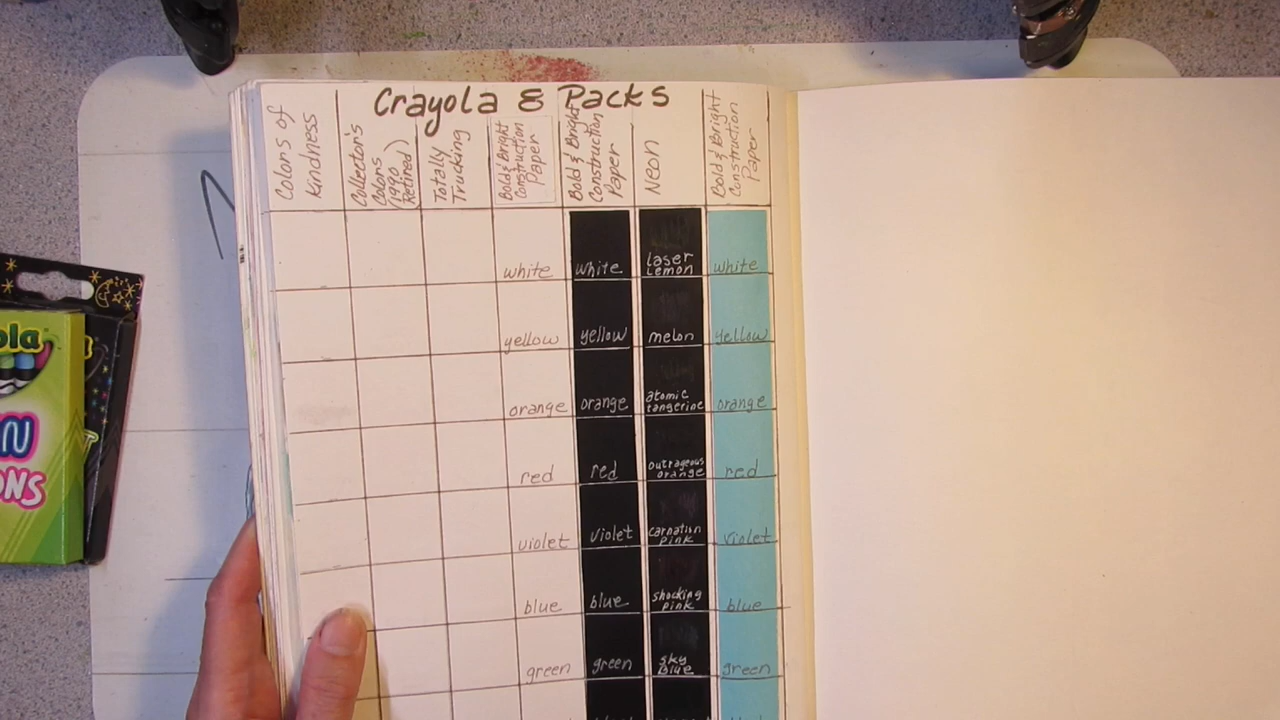 Crayola 8 Packs
Colors of
Kindness
Collector's
Colors
(1990
Retired)
Totally
Trucking
Bold & Bright
Construction
Paper
Bold & Bright
Construction
Paper
Neon
Bold & Bright
Construction
Paper
white white laser lemon white
yellow yellow melon yellow
orange orange atomic tangerine orange
red red outrageous orange red
violet violet carnation pink violet
blue blue shocking pink blue
green green sky blue green
ola
N
ONS